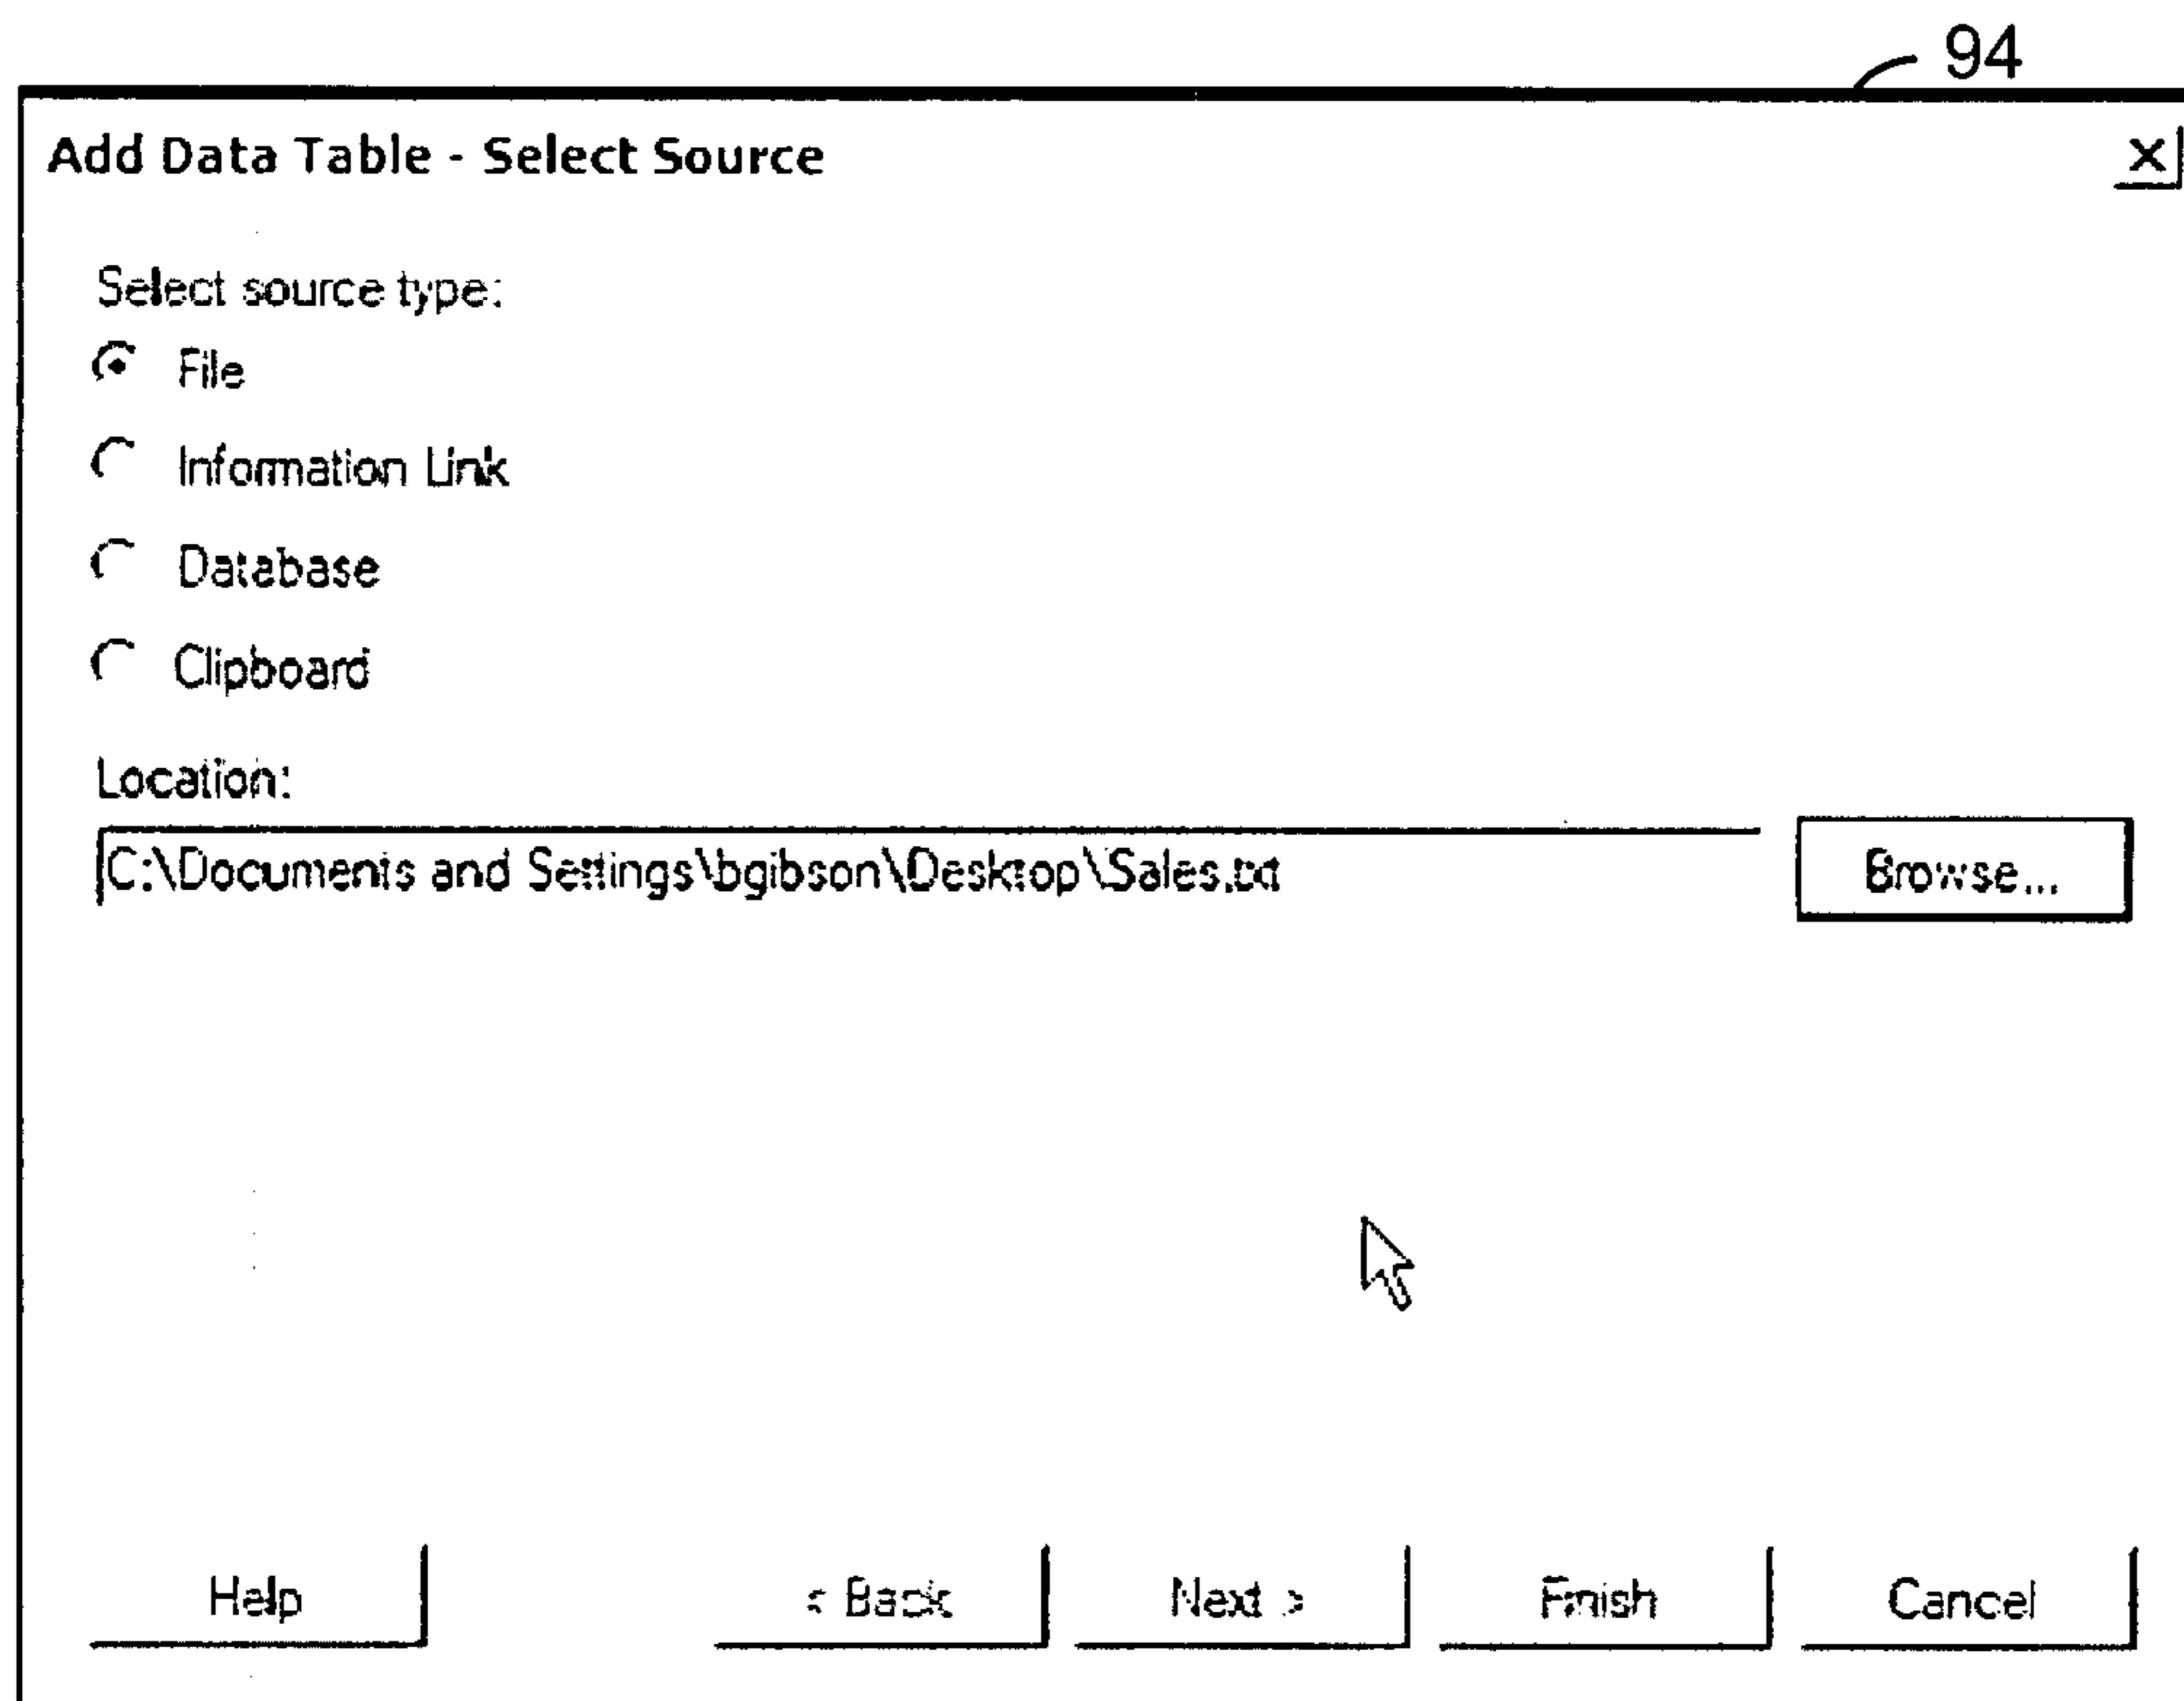 94
Add Data Table - Select Source X
Select source type:
File
Information Link
Database
Clipboard
Location:
C:\Documents and Settings\bgibson\Desktop\Sales.txt Browse...
Help < Back Next > Finish Cancel